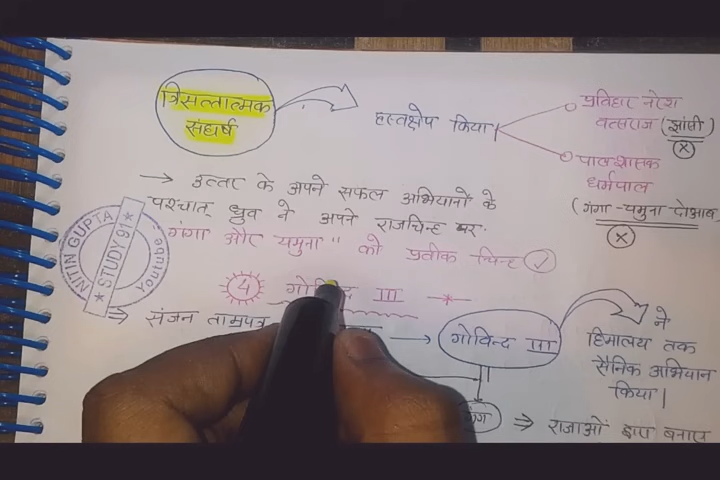 त्रिसत्तात्मक
संघर्ष
हस्तक्षेप किया।
प्रतिहार नरेश
वत्सराज (झांसी)
पाल शासक
धर्मपाल
(गंगा-यमुना-दोआब
→ उत्तर के अपने सफल अभियानों के
पश्चात् ध्रुव ने अपने राजचिन्ह पर
गंगा और यमुना" को प्रतीक चिन्ह
④ गोविन्द III
⇒ संजन ताम्रपत्र
→ गोविन्द III
ने
हिमालय तक
सैनिक अभियान
किया।
⇒ राजाओं द्वारा बनाए
NITIN GUPTA
STUDY 91
Youtube